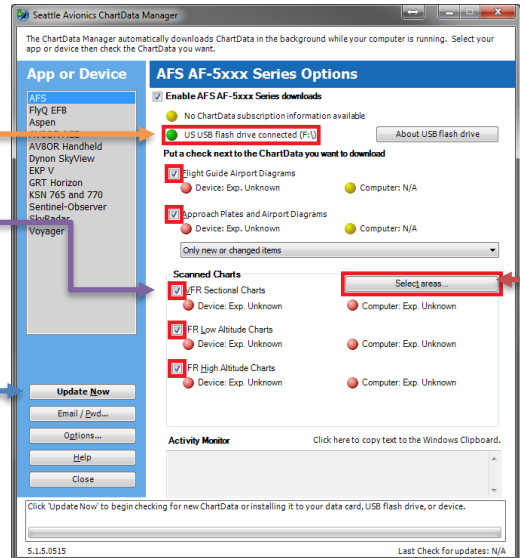 Seattle Avionics ChartData Manager
The ChartData Manager automatically downloads ChartData in the background while your computer is running. Select your
app or device then check the ChartData you want.
App or Device
AFS
FlyQ EFB
Aspen
AV8OR Handheld
Dynon SkyView
EKP V
GRT Horizon
KSN 765 and 770
Sentinel-Observer
SkyRadar
Voyager
Update Now
Email / Pwd...
Options...
Help
Close
AFS AF-5xxx Series Options
Enable AFS AF-5xxx Series downloads
No ChartData subscription information available
US USB flash drive connected (F:\)
About USB flash drive
Put a check next to the ChartData you want to download
Flight Guide Airport Diagrams
Device: Exp. Unknown Computer: N/A
Approach Plates and Airport Diagrams
Device: Exp. Unknown Computer: N/A
Only new or changed items
Scanned Charts
Select areas...
VFR Sectional Charts
Device: Exp. Unknown Computer: Exp. Unknown
IFR Low Altitude Charts
Device: Exp. Unknown Computer: Exp. Unknown
IFR High Altitude Charts
Device: Exp. Unknown Computer: Exp. Unknown
Activity Monitor Click here to copy text to the Windows Clipboard.
Click 'Update Now' to begin checking for new ChartData or installing it to your data card, USB flash drive, or device.
5.1.5.0515 Last Check for updates: N/A